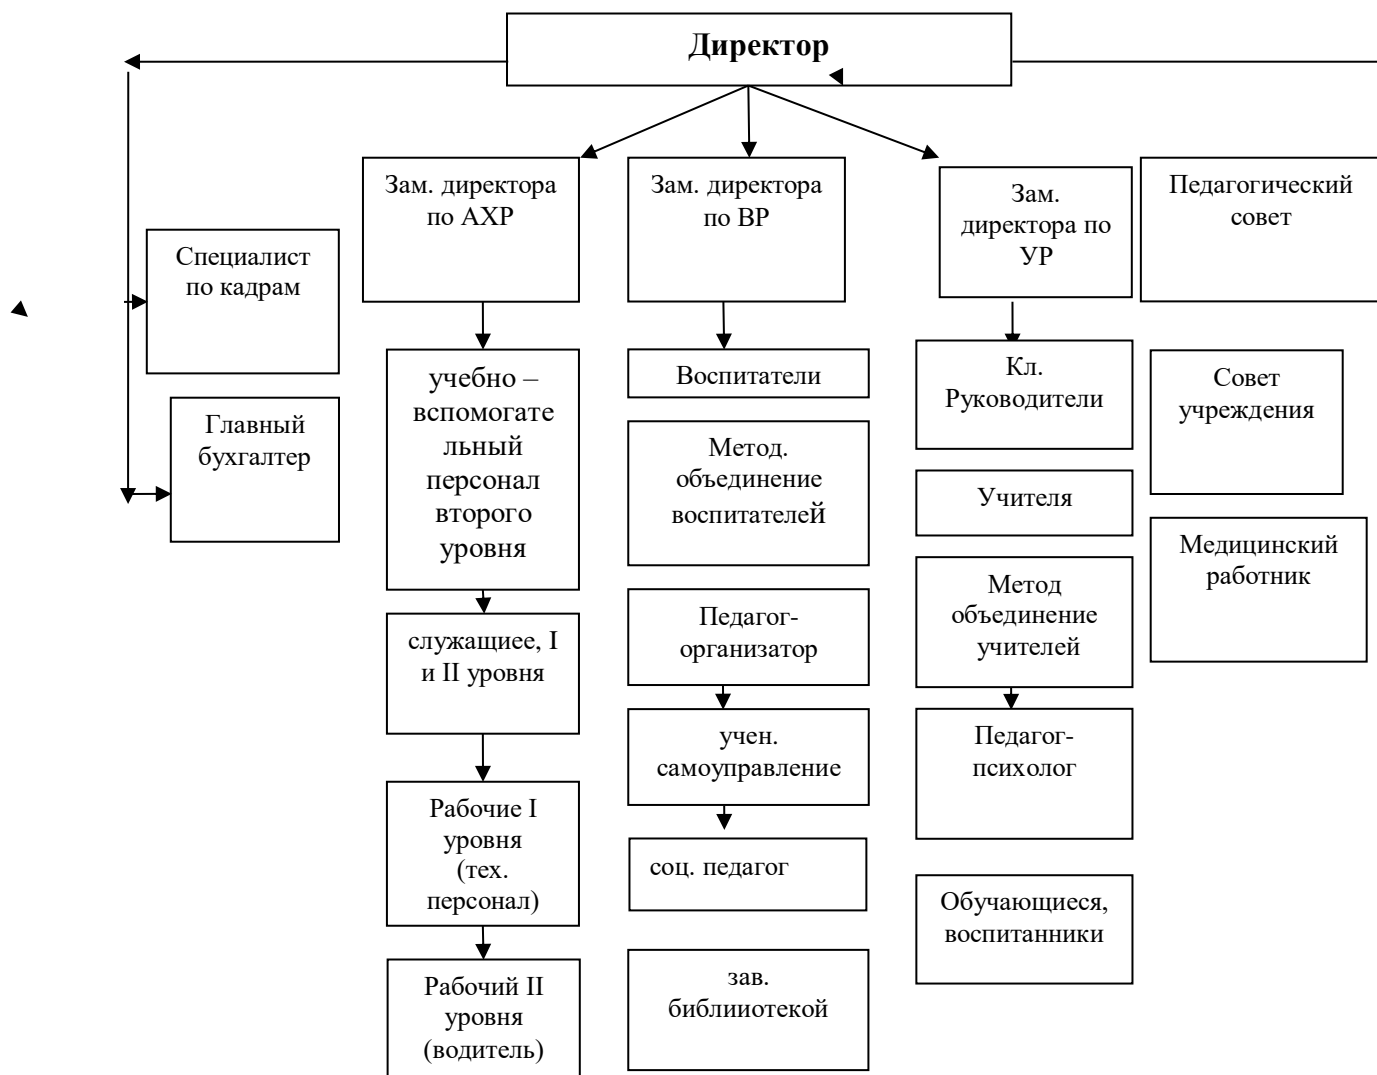 Директор
Зам. директора
по АХР
Зам. директора
по ВР
Зам.
директора по
УР
Педагогический
совет
Специалист
по кадрам
Главный
бухгалтер
учебно –
вспомогате
льный
персонал
второго
уровня
служащиее, I
и II уровня
Рабочие I
уровня
(тех.
персонал)
Рабочий II
уровня
(водитель)
Воспитатели
Метод.
объединение
воспитателей
Педагог-
организатор
учен.
самоуправление
соц. педагог
зав.
библииотекой
Кл.
Руководители
Учителя
Метод
объединение
учителей
Педагог-
психолог
Обучающиеся,
воспитанники
Совет
учреждения
Медицинский
работник